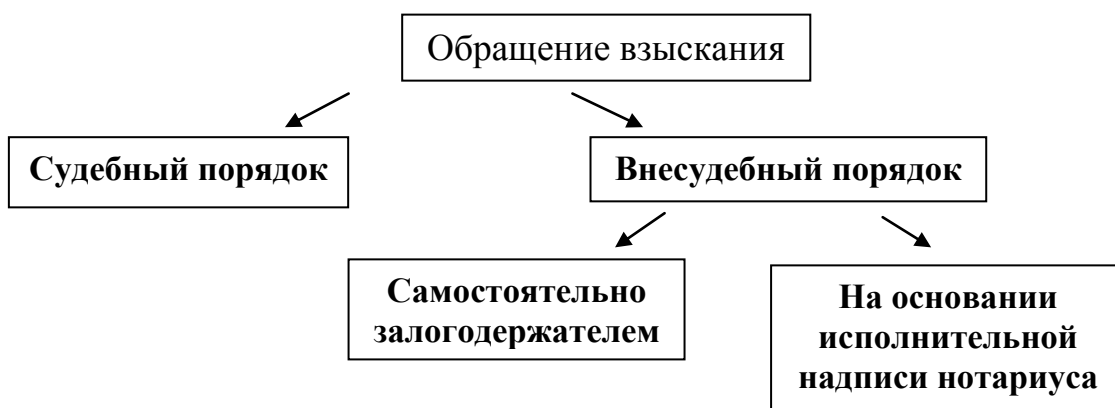 Обращение взыскания
Судебный порядок
Внесудебный порядок
Самостоятельно
залогодержателем
На основании
исполнительной
надписи нотариуса